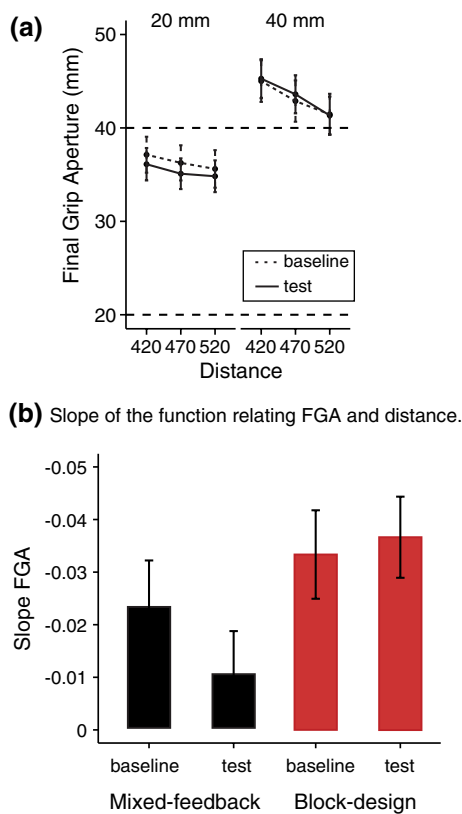 (a)
20 mm 40 mm
50
40
30
20
Final Grip Aperture (mm)
baseline
test
420 470 520 420 470 520
Distance
(b) Slope of the function relating FGA and distance.
-0.05
-0.04
-0.03
-0.02
-0.01
0
Slope FGA
baseline test baseline test
Mixed-feedback Block-design